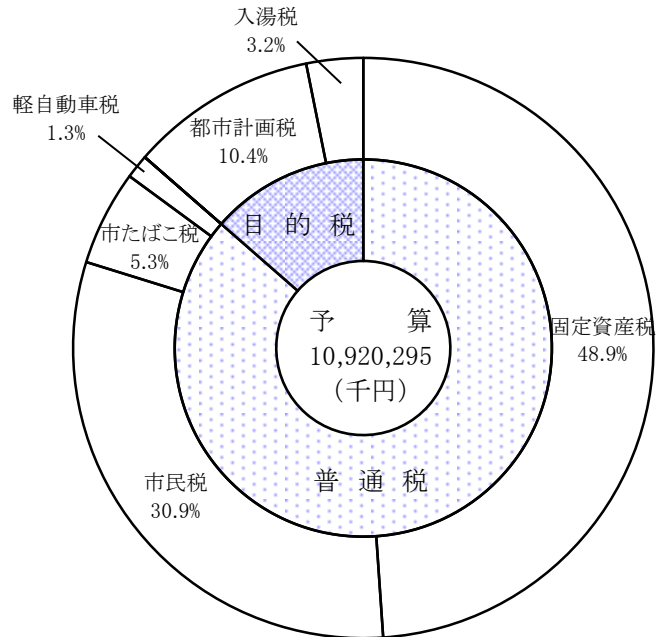 入湯税
3.2%
軽自動車税
1.3%
都市計画税
10.4%
市たばこ税
5.3%
目的税
固定資産税
48.9%
予算
10,920,295
（千円）
普通税
市民税
30.9%